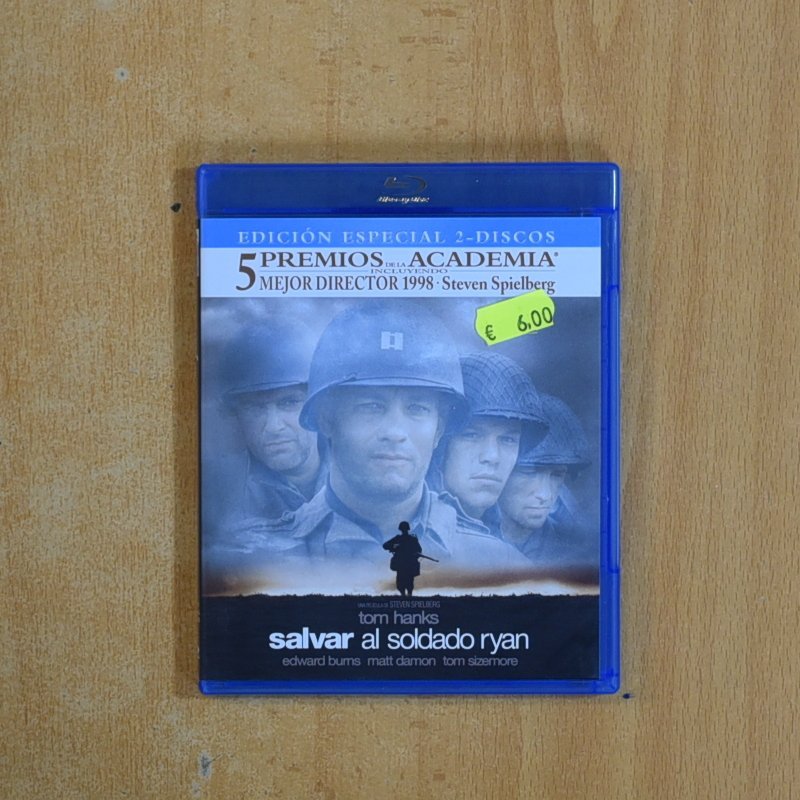 Blu-ray Disc
EDICIÓN ESPECIAL 2-DISCOS
5 PREMIOS DE LA ACADEMIA®
INCLUYENDO
MEJOR DIRECTOR 1998 · Steven Spielberg
€ 6,00
UNA PELÍCULA DE STEVEN SPIELBERG
tom hanks
salvar al soldado ryan
edward burns matt damon tom sizemore